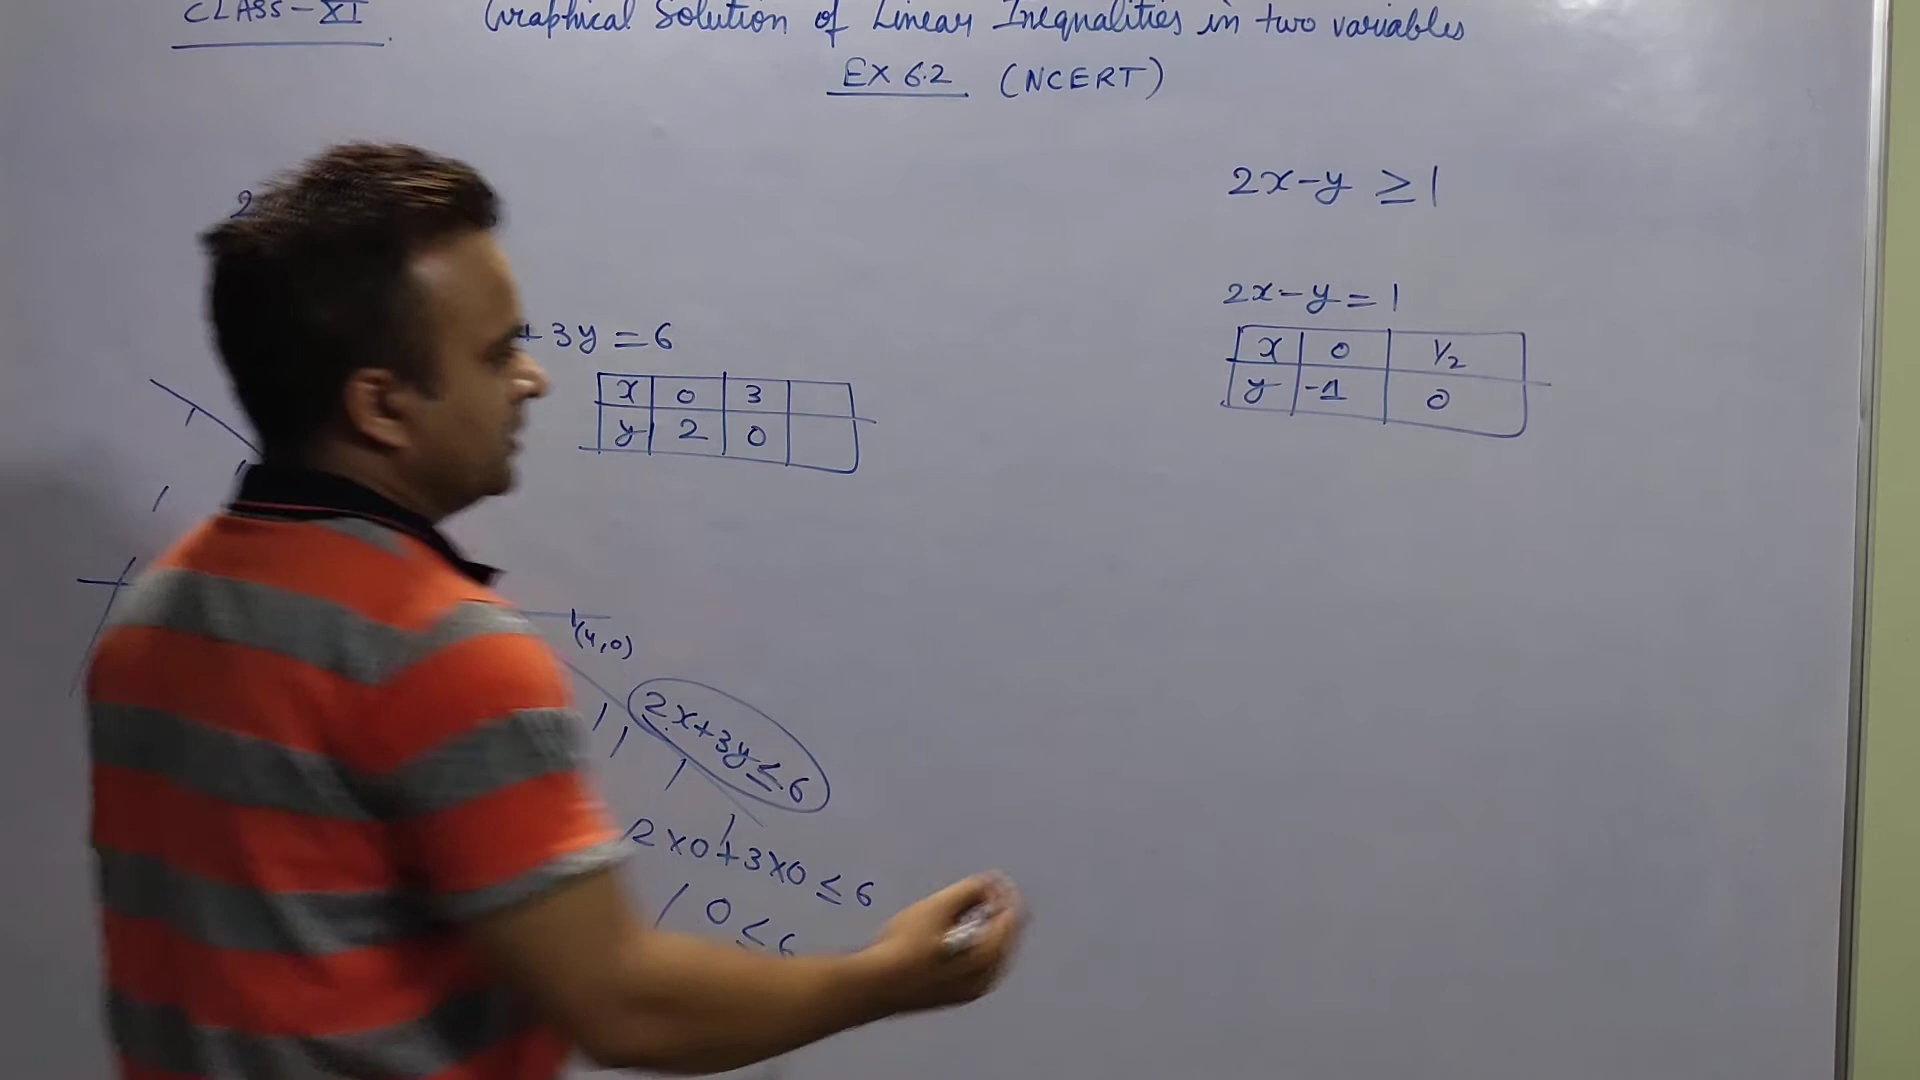 CLASS-XI
Graphical Solution of Linear Inequalities in two variables
EX 6.2 (NCERT)
2
+3y=6
x 0 3
y 2 0
(4,0)
2x+3y≤6
2×0+3×0≤6
0≤6
2x-y≥1
2x-y=1
x 0 1/2
y -1 0